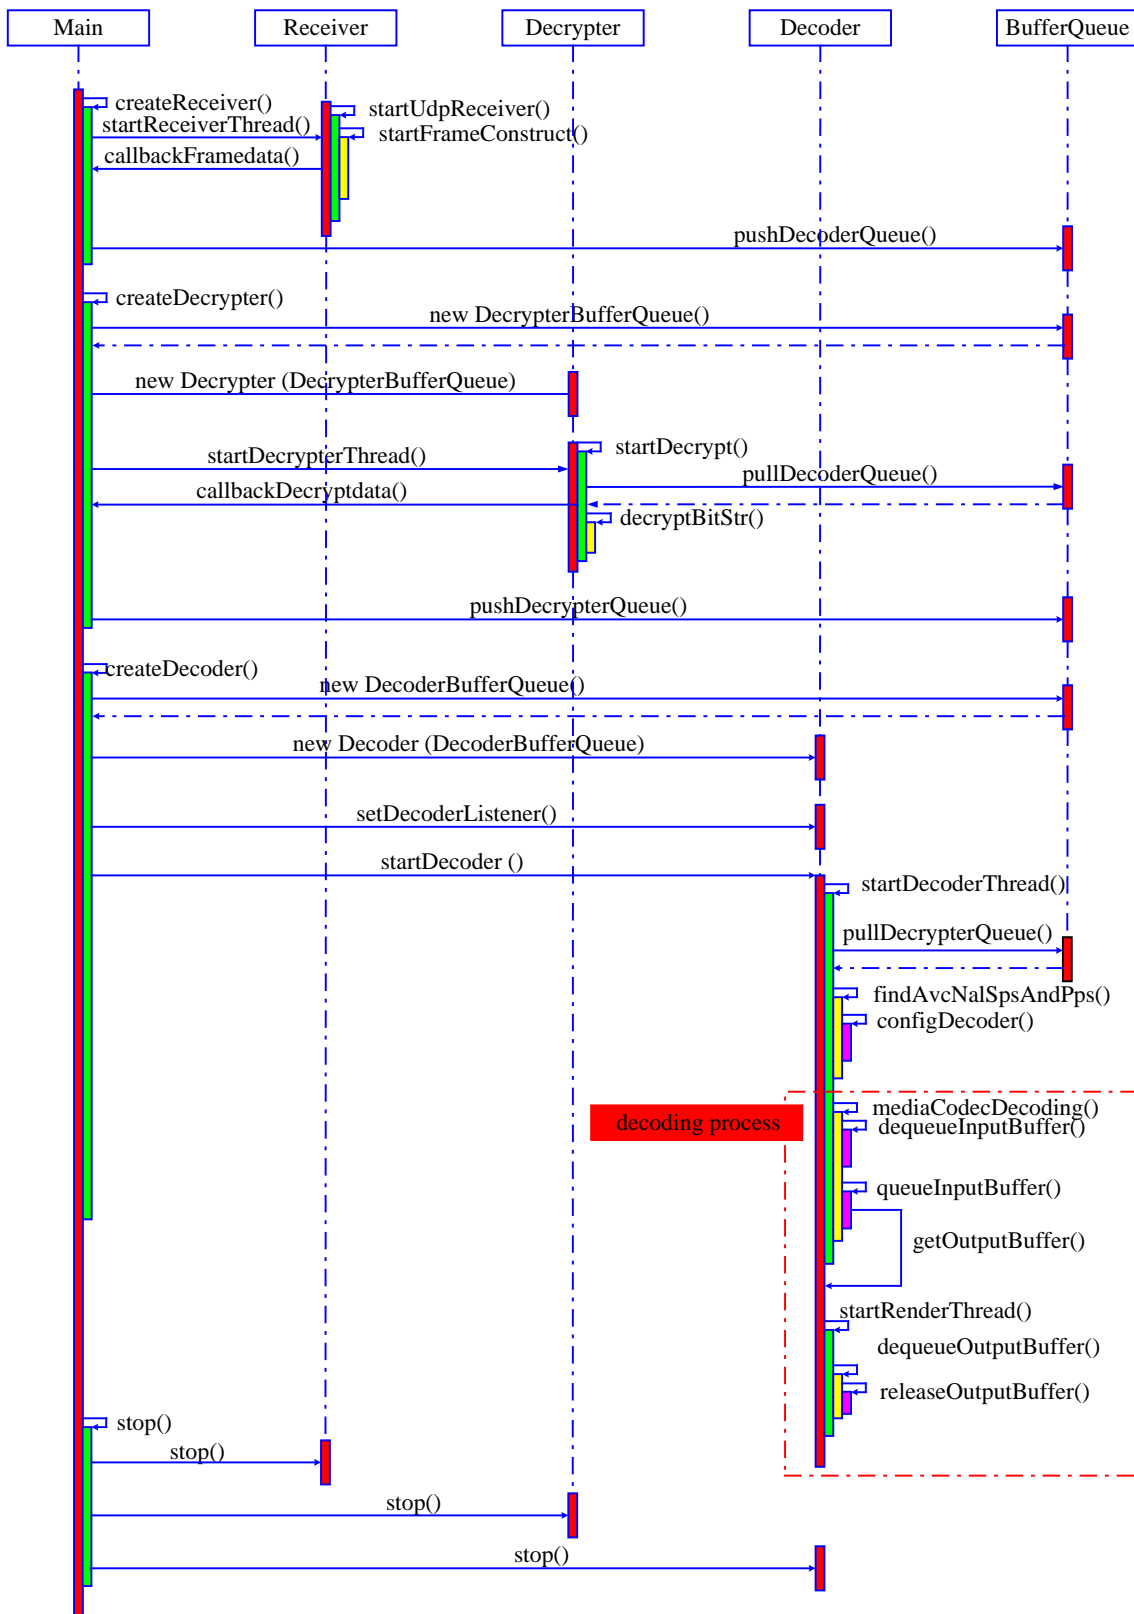 Main
Receiver
Decrypter
Decoder
BufferQueue
createReceiver()
startUdpReceiver()
startReceiverThread()
startFrameConstruct()
callbackFramedata()
pushDecoderQueue()
createDecrypter()
new DecrypterBufferQueue()
new Decrypter (DecrypterBufferQueue)
startDecrypt()
startDecrypterThread()
pullDecoderQueue()
callbackDecryptdata()
decryptBitStr()
pushDecrypterQueue()
createDecoder()
new DecoderBufferQueue()
new Decoder (DecoderBufferQueue)
setDecoderListener()
startDecoder ()
startDecoderThread()
pullDecrypterQueue()
findAvcNalSpsAndPps()
configDecoder()
mediaCodecDecoding()
decoding process
dequeueInputBuffer()
queueInputBuffer()
getOutputBuffer()
startRenderThread()
dequeueOutputBuffer()
releaseOutputBuffer()
stop()
stop()
stop()
stop()